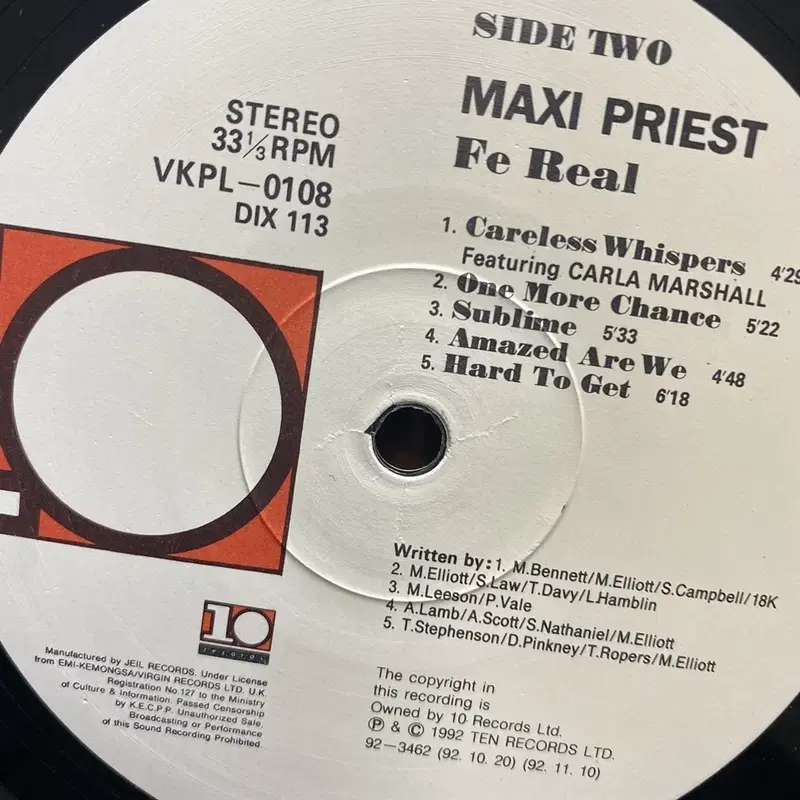 SIDE TWO
MAXI PRIEST
Fe Real
STEREO
33⅓RPM
VKPL-0108
DIX 113
1. Careless Whispers 4'29
Featuring CARLA MARSHALL
2. One More Chance 5'22
3. Sublime 5'33
4. Amazed Are We 4'48
5. Hard To Get 6'18
Written by: 1. M.Bennett/M.Elliott/S.Campbell/18K
2. M.Elliott/S.Law/T.Davy/L.Hamblin
3. M.Leeson/P.Vale
4. A.Lamb/A.Scott/S.Nathaniel/M.Elliott
5. T.Stephenson/D.Pinkney/T.Ropers/M.Elliott
10
records
Manufactured by JEIL RECORDS. Under License
from EMI-KEMONGSA/VIRGIN RECORDS LTD. U.K.
Registration No.127 to the Ministry
of Culture & Information. Passed Censorship
by K.E.C.P.P. Unauthorized Sale,
Broadcasting or Performance
of this Sound Recording Prohibited.
The copyright in
this recording is
Owned by 10 Records Ltd.
Ⓟ & © 1992 TEN RECORDS LTD.
92-3462 (92. 10. 20) (92. 11. 10)